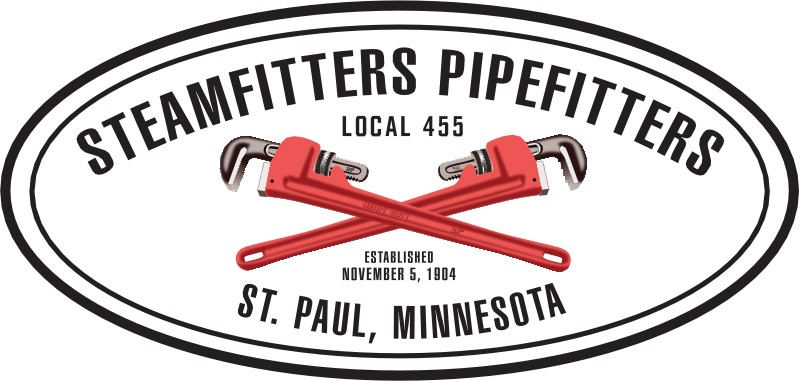 STEAMFITTERS PIPEFITTERS
LOCAL 455
ESTABLISHED
NOVEMBER 5, 1904
ST. PAUL, MINNESOTA